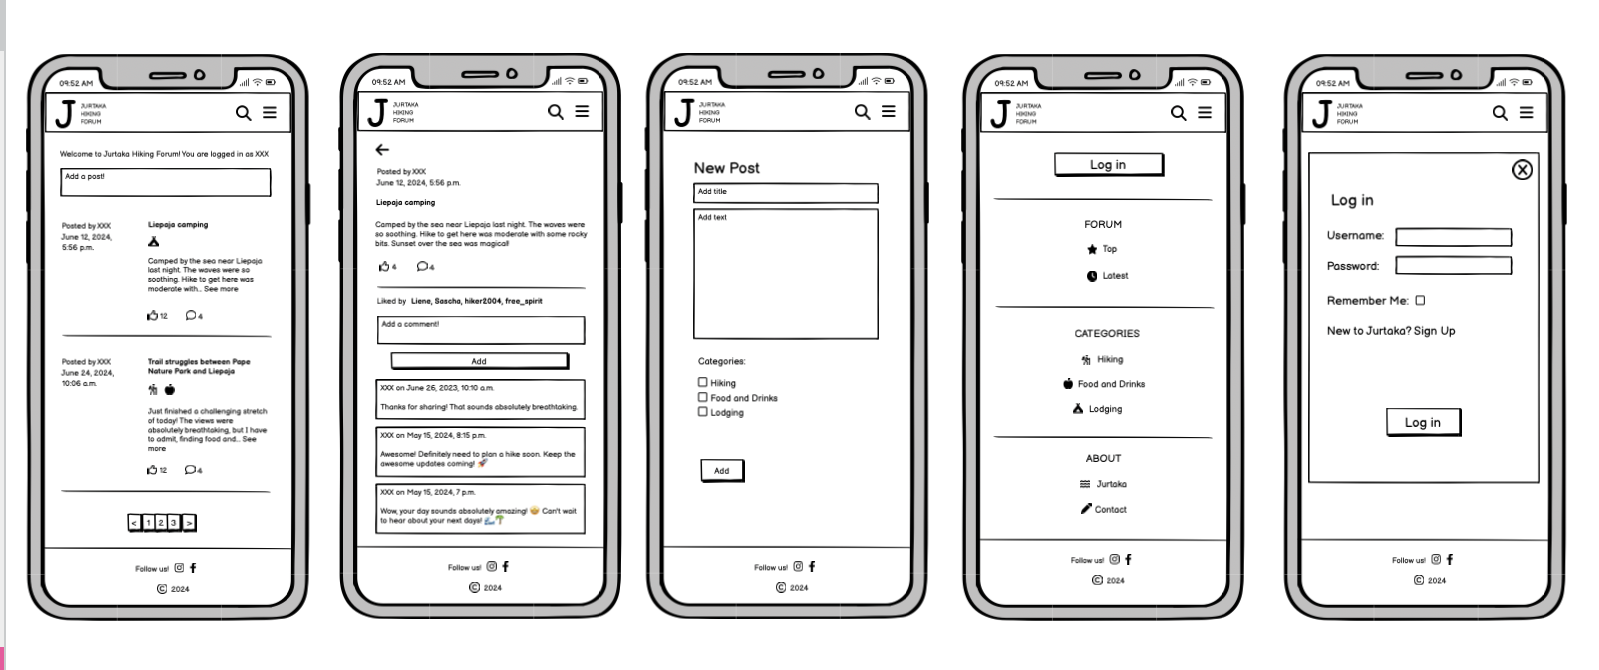 09:52 AM
J
JURTAKA
HIKING
FORUM
Welcome to Jurtaka Hiking Forum! You are logged in as XXX
Add a post!
Posted by XXX
June 12, 2024,
5:56 p.m.
Liepaja camping
Camped by the sea near Liepaja
last night. The waves were so
soothing. Hike to get here was
moderate with... See more
12
4
Posted by XXX
June 24, 2024,
10:06 a.m.
Trail struggles between Pape
Nature Park and Liepaja
Just finished a challenging stretch
of today! The views were
absolutely breathtaking, but I have
to admit, finding food and... See
more
12
4
< 1 2 3 >
Follow us!
© 2024
09:52 AM
J
JURTAKA
HIKING
FORUM
Posted by XXX
June 12, 2024, 5:56 p.m.
Liepaja camping
Camped by the sea near Liepaja last night. The waves were
so soothing. Hike to get here was moderate with some rocky
bits. Sunset over the sea was magical!
4
4
Liked by Liene, Sascha, hiker2004, free_spirit
Add a comment!
Add
XXX on June 26, 2023, 10:10 a.m.
Thanks for sharing! That sounds absolutely breathtaking.
XXX on May 15, 2024, 8:15 p.m.
Awesome! Definitely need to plan a hike soon. Keep the
awesome updates coming! 🚀
XXX on May 15, 2024, 7 p.m.
Wow, your day sounds absolutely amazing! 🤩 Can't wait
to hear about your next days! 🌊🌴
Follow us!
© 2024
09:52 AM
J
JURTAKA
HIKING
FORUM
New Post
Add title
Add text
Categories:
Hiking
Food and Drinks
Lodging
Add
Follow us!
© 2024
09:52 AM
J
JURTAKA
HIKING
FORUM
Log in
FORUM
Top
Latest
CATEGORIES
Hiking
Food and Drinks
Lodging
ABOUT
Jurtaka
Contact
Follow us!
© 2024
09:52 AM
J
JURTAKA
HIKING
FORUM
Log in
Username:
Password:
Remember Me:
New to Jurtaka? Sign Up
Log in
Follow us!
© 2024